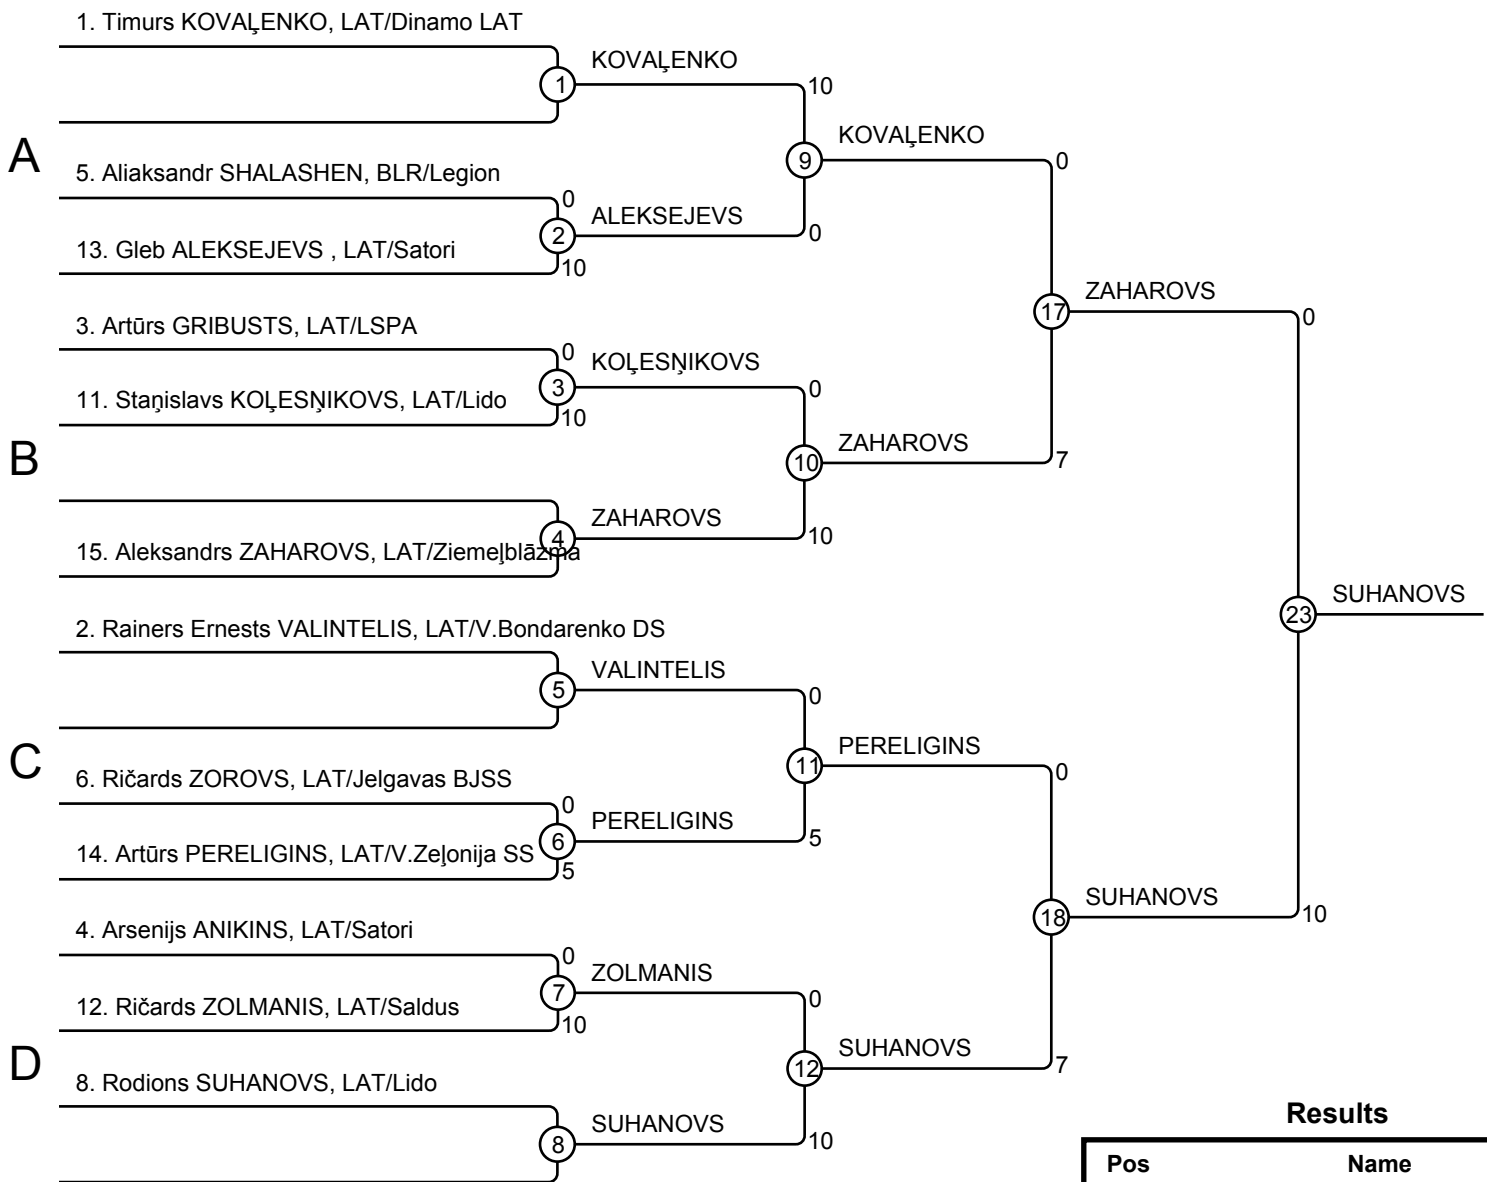 1. Timurs KOVAĻENKO, LAT/Dinamo LAT
KOVAĻENKO
1
10
KOVAĻENKO
A
9
0
5. Aliaksandr SHALASHEN, BLR/Legion
0
ALEKSEJEVS
2
0
13. Gleb ALEKSEJEVS , LAT/Satori
10
ZAHAROVS
17
0
3. Artūrs GRIBUSTS, LAT/LSPA
0
KOĻESŅIKOVS
3
0
11. Staņislavs KOĻESŅIKOVS, LAT/Lido
10
ZAHAROVS
B
10
7
ZAHAROVS
4
10
15. Aleksandrs ZAHAROVS, LAT/Ziemeļblāzma
SUHANOVS
23
2. Rainers Ernests VALINTELIS, LAT/V.Bondarenko DS
VALINTELIS
5
0
PERELIGINS
C
11
0
6. Ričards ZOROVS, LAT/Jelgavas BJSS
0
PERELIGINS
6
5
14. Artūrs PERELIGINS, LAT/V.Zeļonija SS
5
SUHANOVS
18
10
4. Arsenijs ANIKINS, LAT/Satori
0
ZOLMANIS
7
0
12. Ričards ZOLMANIS, LAT/Saldus
10
SUHANOVS
D
12
7
8. Rodions SUHANOVS, LAT/Lido
SUHANOVS
8
10
Results
Pos Name